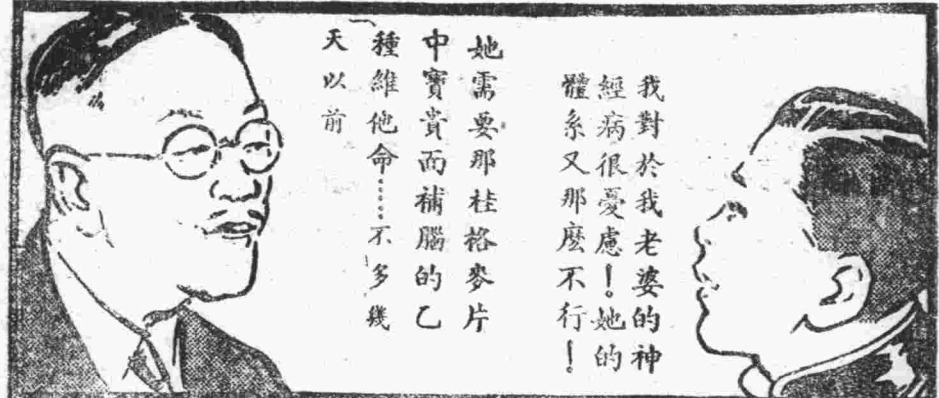 我對於我老婆的神
經病很憂慮！她的
體系又那麼不行！
她需要那桂格麥片
中寶貴而補腦的乙
種維他命……不多幾
天以前